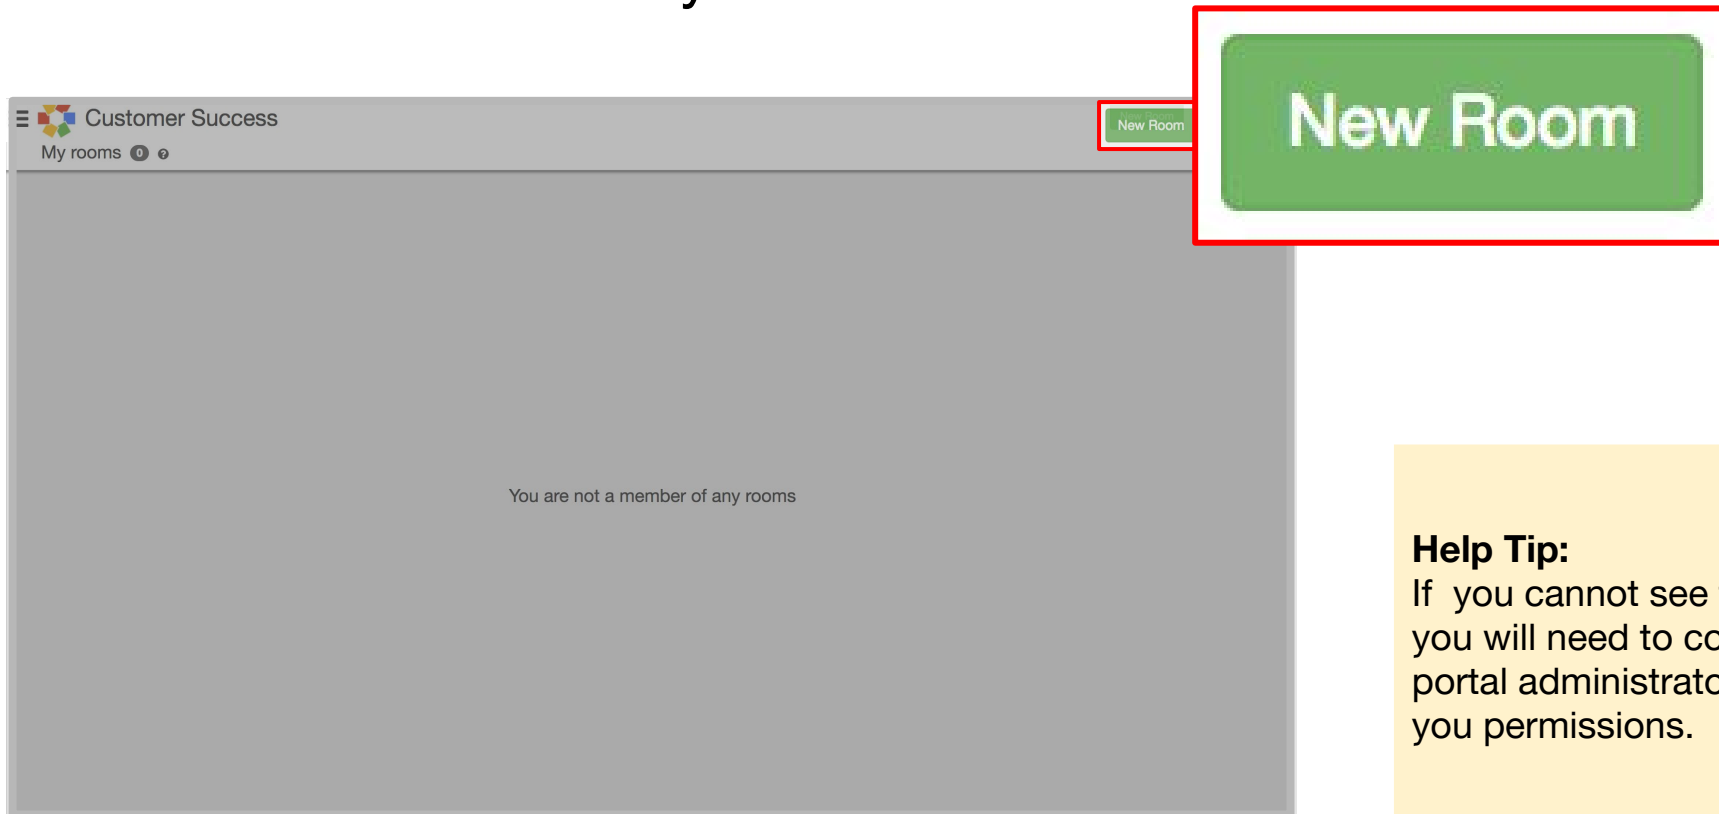 Customer Success
New Room
My rooms 0 ?
New Room
You are not a member of any rooms
Help Tip:
If you cannot see
you will need to
portal
you permissions.